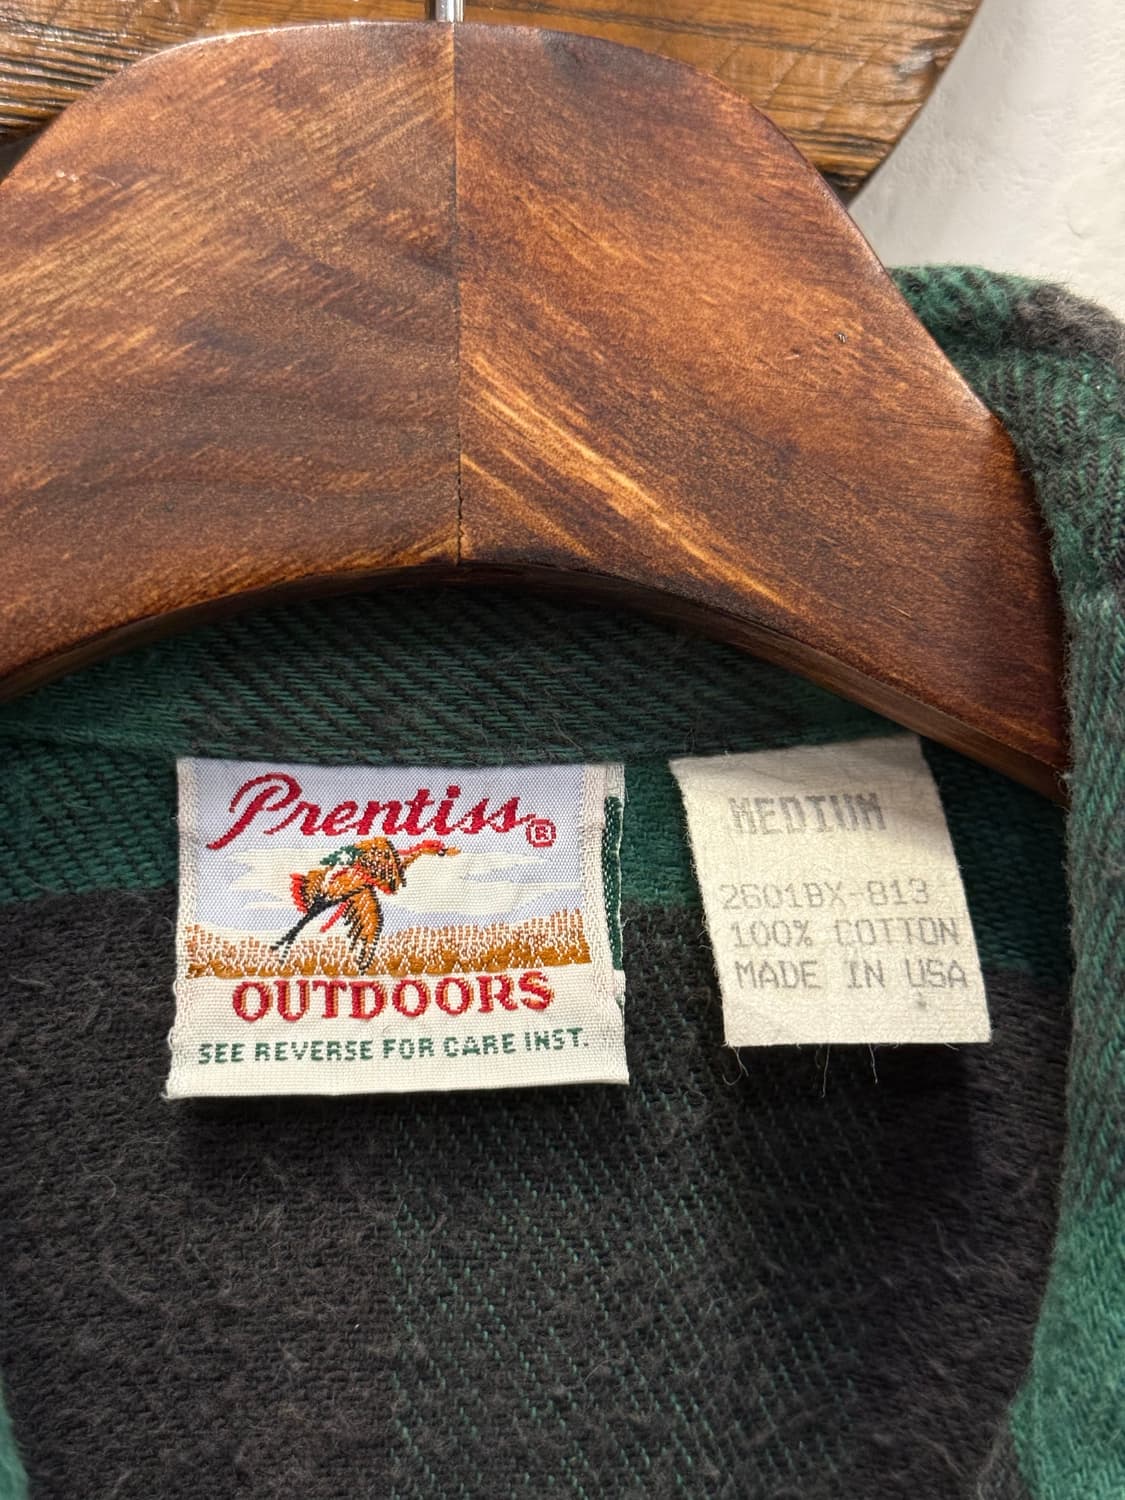 Prentiss®
OUTDOORS
SEE REVERSE FOR CARE INST.
MEDIUM
2601BX-813
100% COTTON
MADE IN USA